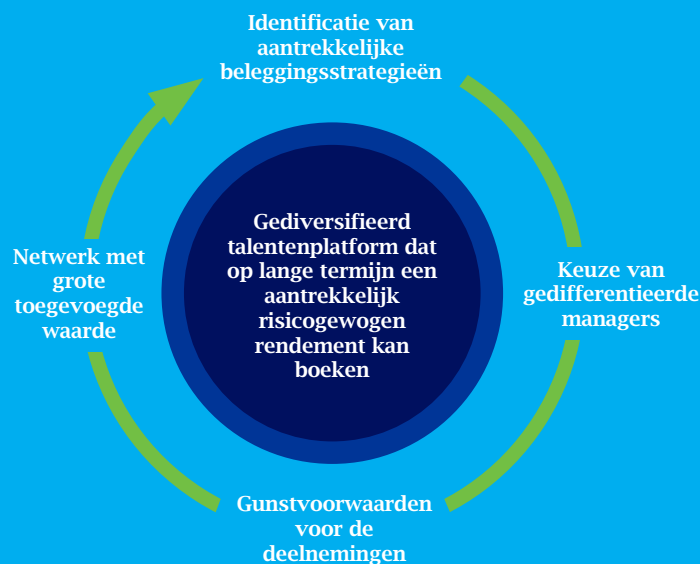 Identificatie van
aantrekkelijke
beleggingsstrategieën
Gediversifieerd
talentenplatform dat
op lange termijn een
aantrekkelijk
risicogewogen
rendement kan
boeken
Netwerk met
grote
toegevoegde
waarde
Keuze van
gedifferentieerde
managers
Gunstvoorwaarden
voor de
deelnemingen